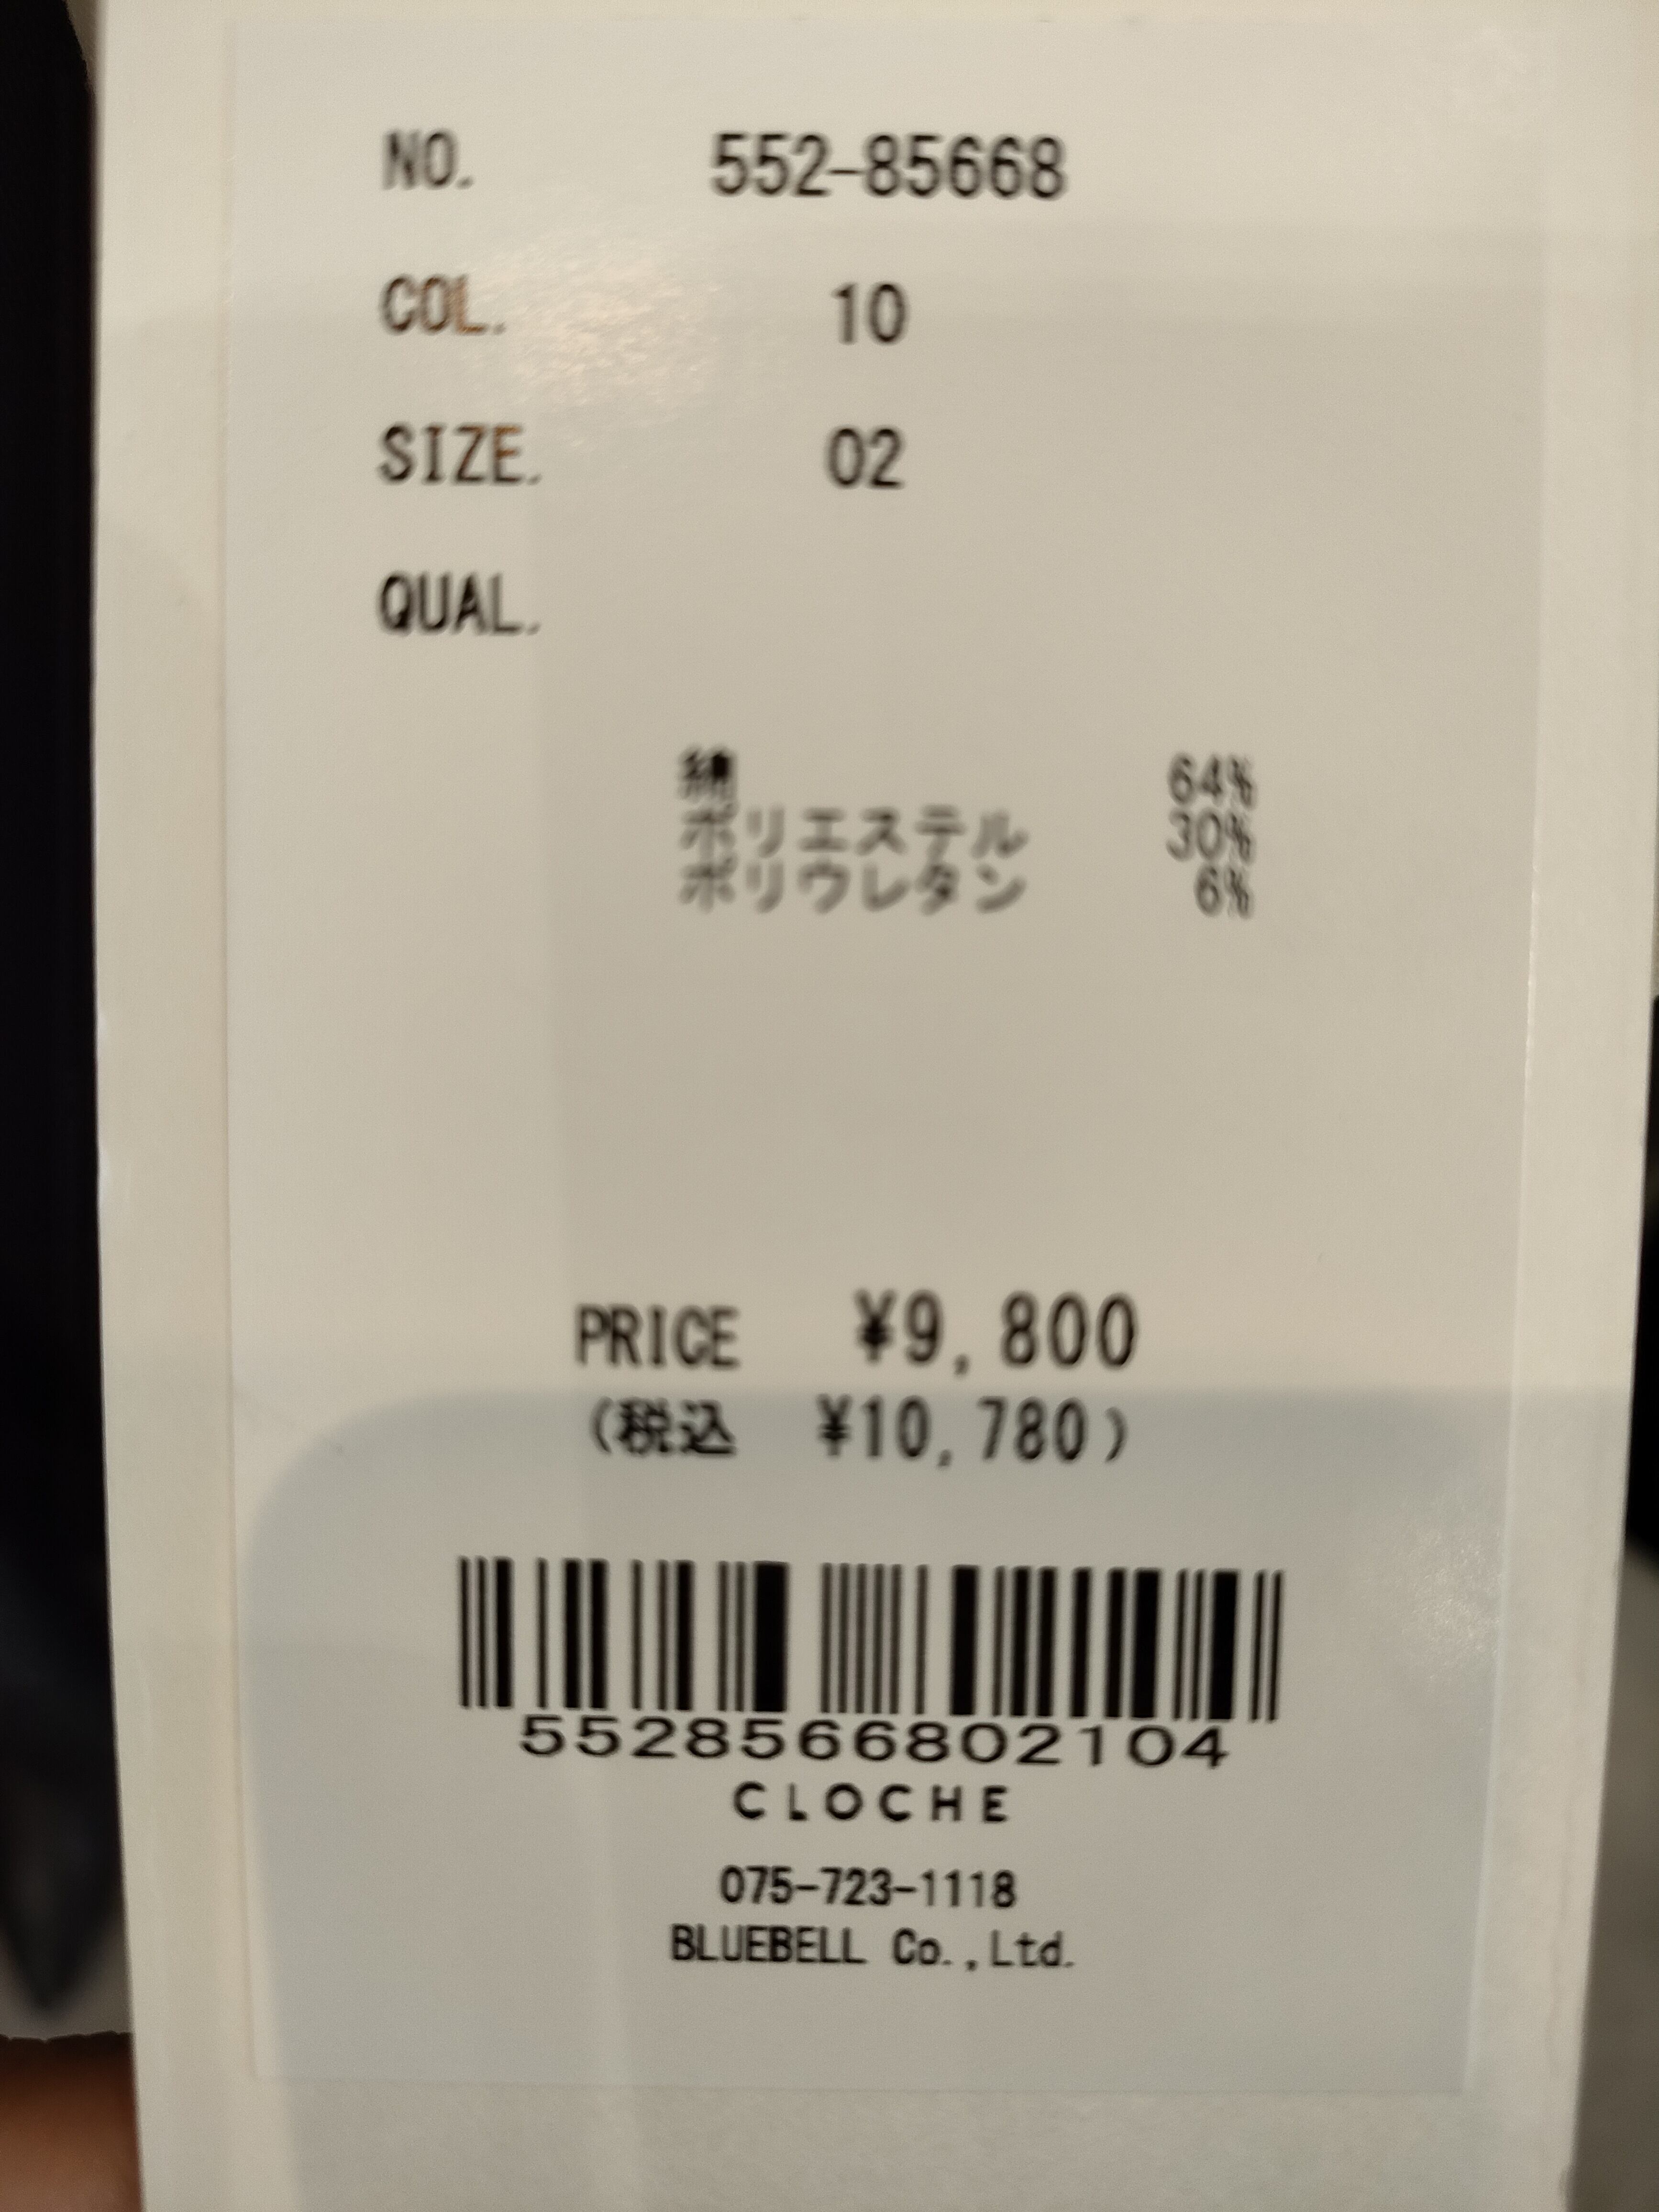 NO. 552-85668
COL. 10
SIZE. 02
QUAL.
綿 64%
ポリエステル 30%
ポリウレタン 6%
PRICE ¥9,800
(税込 ¥10,780)
5528566802104
CLOCHE
075-723-1118
BLUEBELL Co.,Ltd.